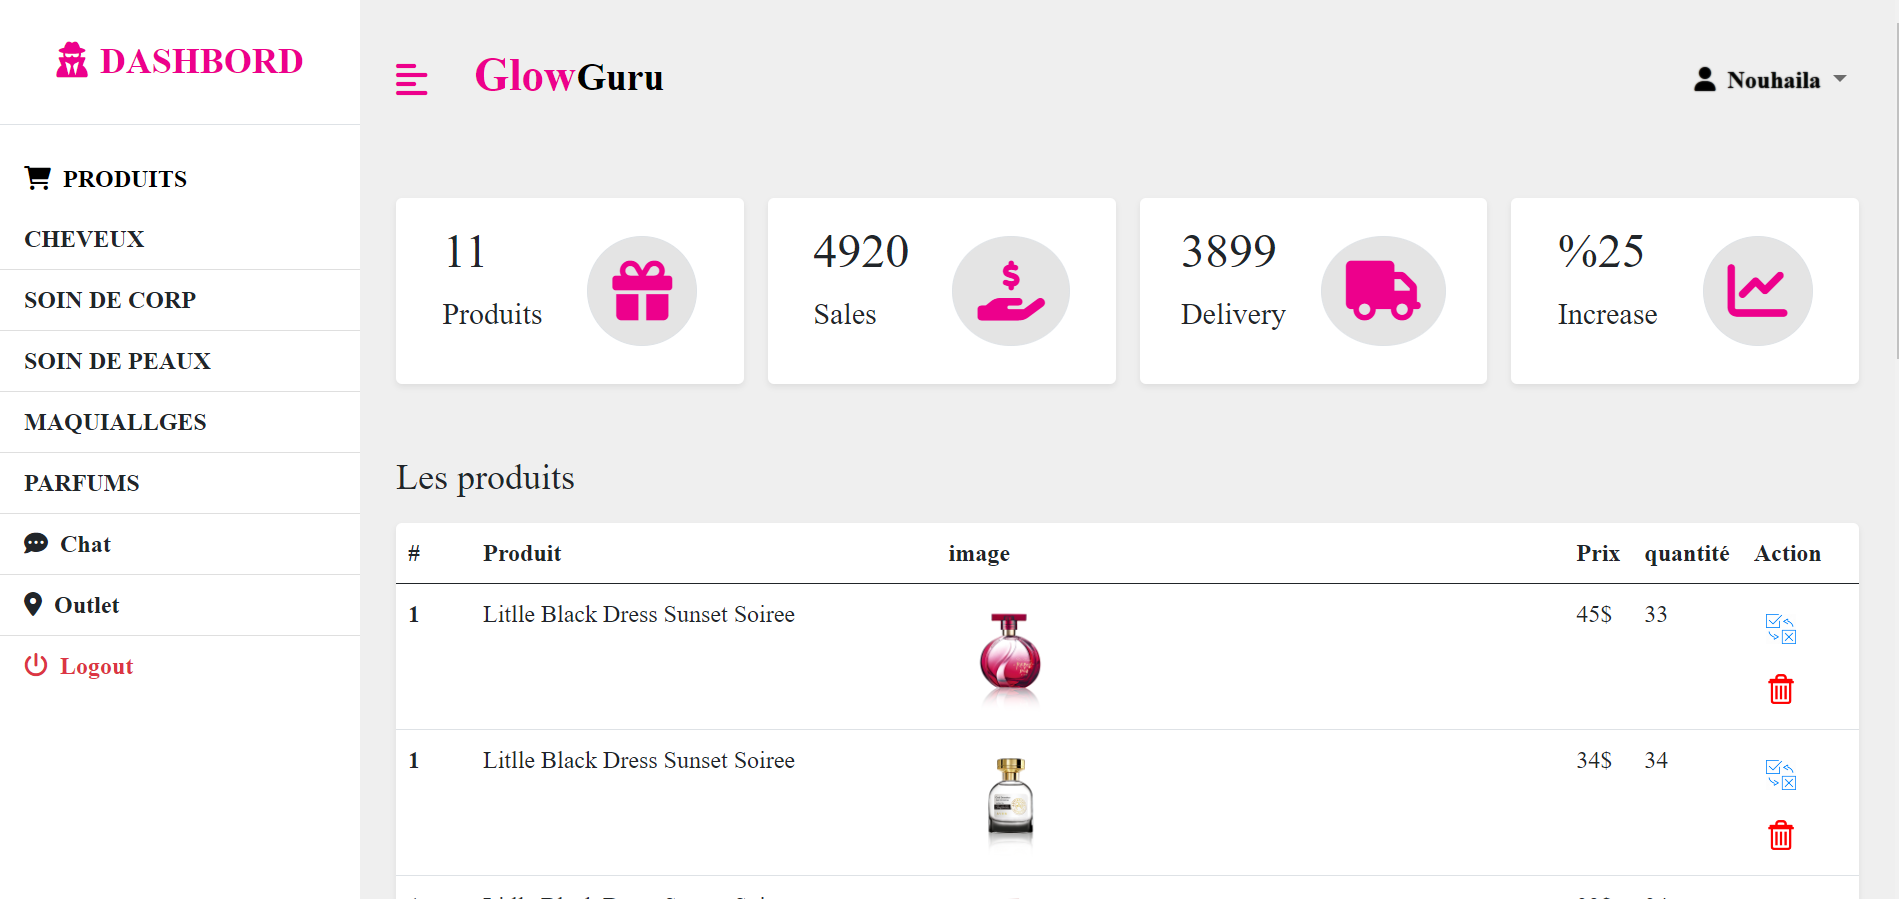 DASHBORD
PRODUITS
CHEVEUX
SOIN DE CORP
SOIN DE PEAUX
MAQUIALLGES
PARFUMS
Chat
Outlet
Logout
GlowGuru
Nouhaila
11
Produits
4920
Sales
3899
Delivery
%25
Increase
Les produits
# Produit image Prix quantité Action
1 Litlle Black Dress Sunset Soiree 45$ 33
1 Litlle Black Dress Sunset Soiree 34$ 34